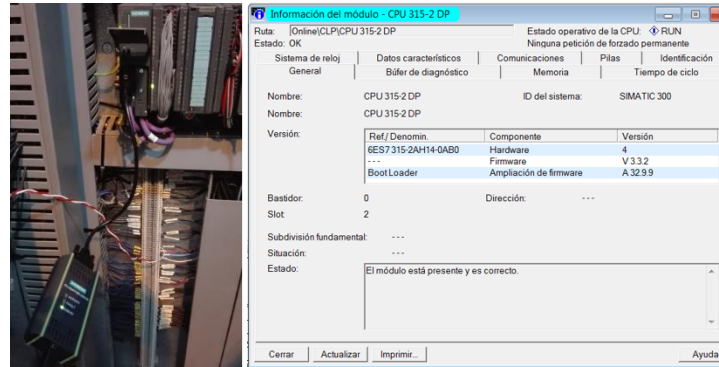 Información del módulo - CPU 315-2 DP
Ruta: Online\CLP\CPU 315-2 DP Estado operativo de la CPU: RUN
Estado: OK Ninguna petición de forzado permanente
Sistema de reloj Datos característicos Comunicaciones Pilas Identificación
General Búfer de diagnóstico Memoria Tiempo de ciclo
Nombre: CPU 315-2 DP ID del sistema: SIMATIC 300
Nombre: CPU 315-2 DP
Versión: Ref./ Denomin. Componente Versión
6ES7 315-2AH14-0AB0 Hardware 4
- - - Firmware V 3.3.2
Boot Loader Ampliación de firmware A 32.9.9
Bastidor: 0 Dirección: - - -
Slot: 2
Subdivisión fundamental: - - -
Situación: - - -
Estado: El módulo está presente y es correcto.
Cerrar Actualizar Imprimir... Ayuda